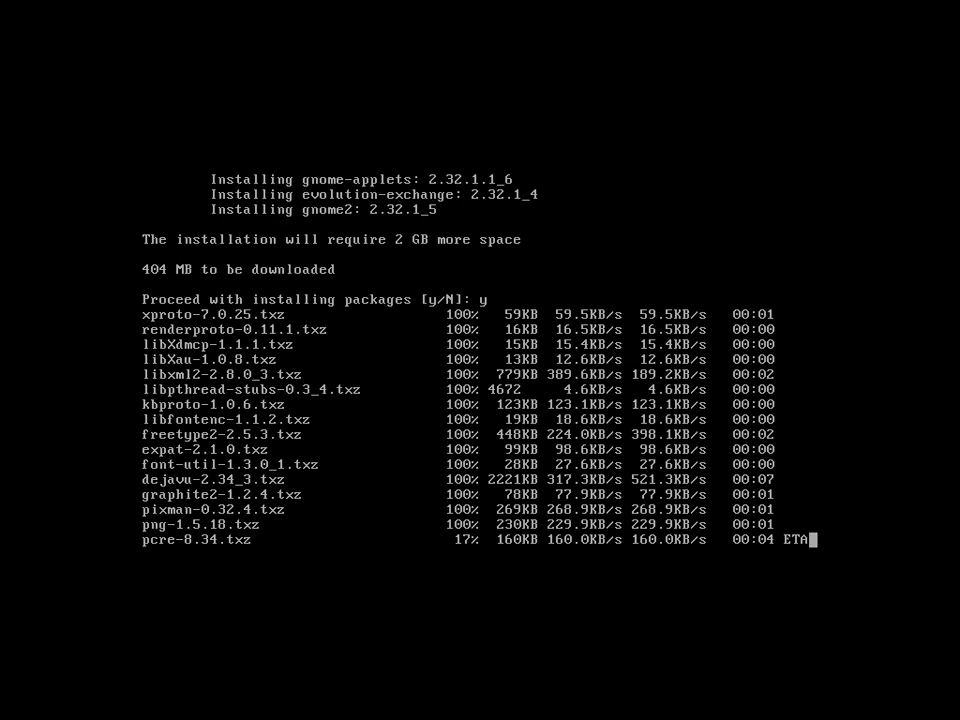 Installing gnome-applets: 2.32.1.1_6
Installing evolution-exchange: 2.32.1_4
Installing gnome2: 2.32.1_5
The installation will require 2 GB more space
404 MB to be downloaded
Proceed with installing packages [y/N]: y
xproto-7.0.25.txz 100% 59KB 59.5KB/s 59.5KB/s 00:01
renderproto-0.11.1.txz 100% 16KB 16.5KB/s 16.5KB/s 00:00
libXdmcp-1.1.1.txz 100% 15KB 15.4KB/s 15.4KB/s 00:00
libXau-1.0.8.txz 100% 13KB 12.6KB/s 12.6KB/s 00:00
libxml2-2.8.0_3.txz 100% 779KB 389.6KB/s 189.2KB/s 00:02
libpthread-stubs-0.3_4.txz 100% 4672 4.6KB/s 4.6KB/s 00:00
kbproto-1.0.6.txz 100% 123KB 123.1KB/s 123.1KB/s 00:00
libfontenc-1.1.2.txz 100% 19KB 18.6KB/s 18.6KB/s 00:00
freetype2-2.5.3.txz 100% 448KB 224.0KB/s 398.1KB/s 00:02
expat-2.1.0.txz 100% 99KB 98.6KB/s 98.6KB/s 00:00
font-util-1.3.0_1.txz 100% 28KB 27.6KB/s 27.6KB/s 00:00
dejavu-2.34_3.txz 100% 2221KB 317.3KB/s 521.3KB/s 00:07
graphite2-1.2.4.txz 100% 78KB 77.9KB/s 77.9KB/s 00:01
pixman-0.32.4.txz 100% 269KB 268.9KB/s 268.9KB/s 00:01
png-1.5.18.txz 100% 230KB 229.9KB/s 229.9KB/s 00:01
pcre-8.34.txz 17% 160KB 160.0KB/s 160.0KB/s 00:04 ETA